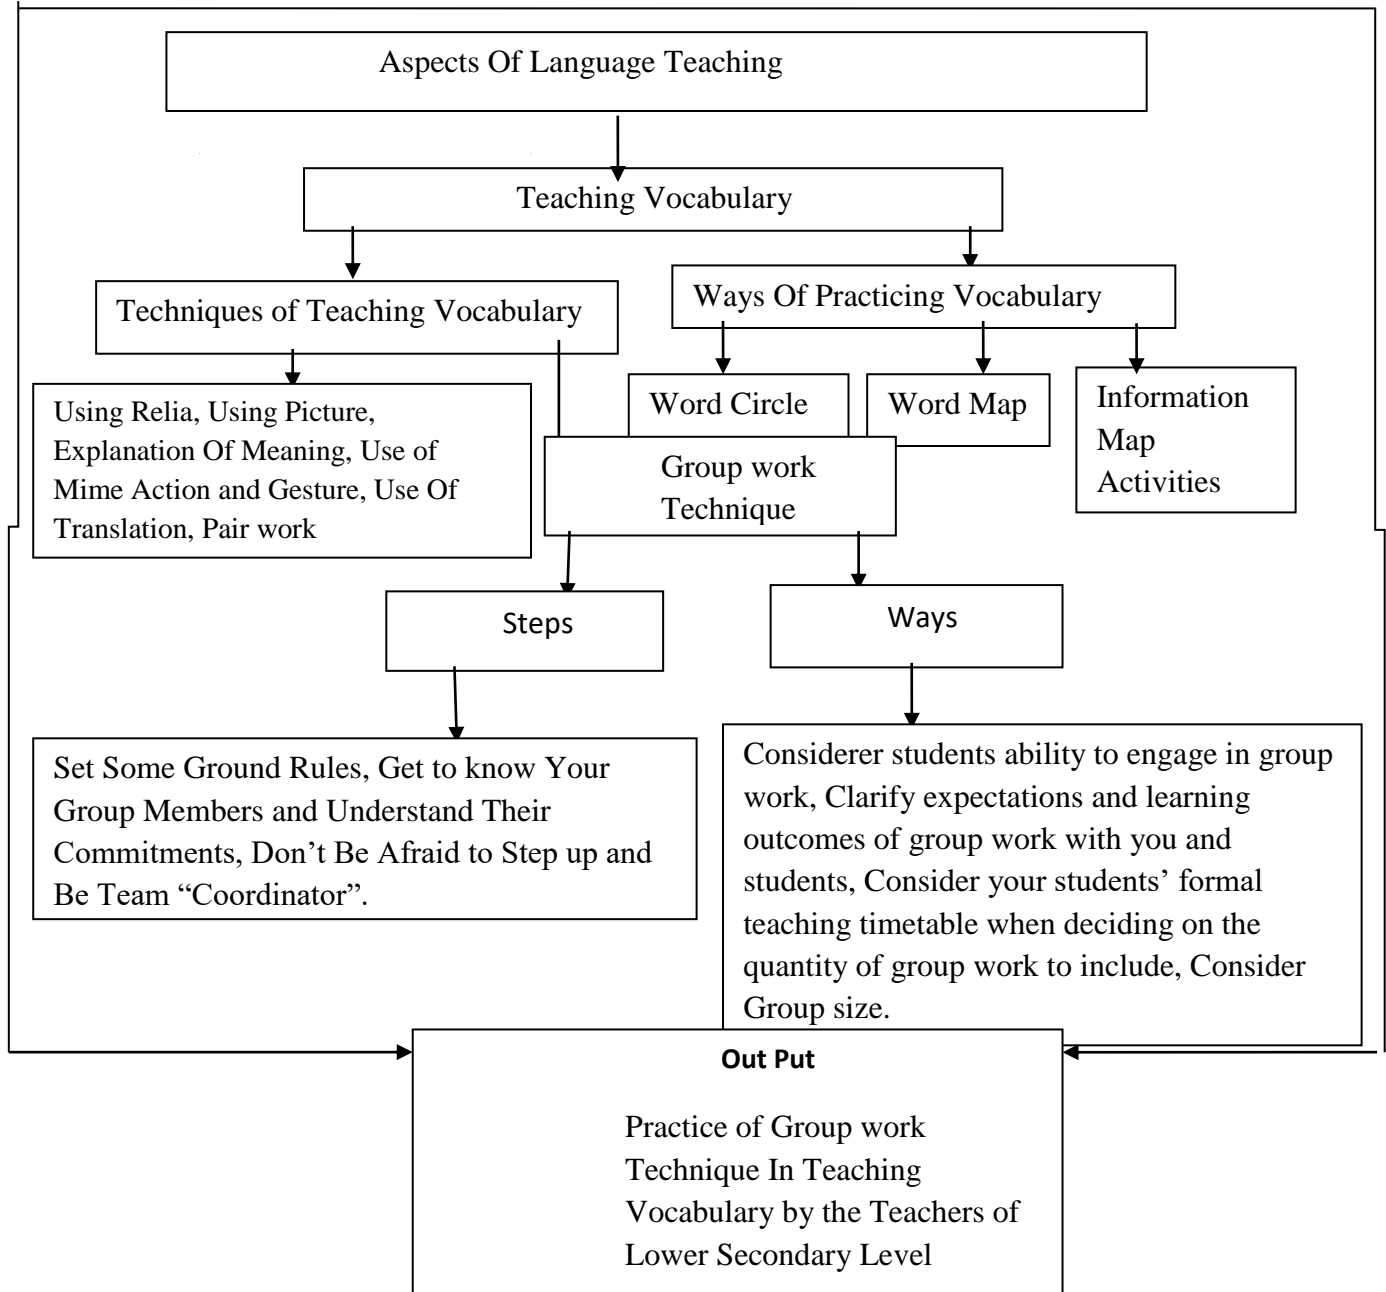 Aspects Of Language Teaching
Teaching Vocabulary
Techniques of Teaching Vocabulary
Ways Of Practicing Vocabulary
Using Relia, Using Picture,
Explanation Of Meaning, Use of
Mime Action and Gesture, Use Of
Translation, Pair work
Word Circle
Word Map
Information
Map
Activities
Group work
Technique
Steps
Ways
Set Some Ground Rules, Get to know Your
Group Members and Understand Their
Commitments, Don’t Be Afraid to Step up and
Be Team “Coordinator”.
Considerer students ability to engage in group
work, Clarify expectations and learning
outcomes of group work with you and
students, Consider your students’ formal
teaching timetable when deciding on the
quantity of group work to include, Consider
Group size.
Out Put
Practice of Group work
Technique In Teaching
Vocabulary by the Teachers of
Lower Secondary Level